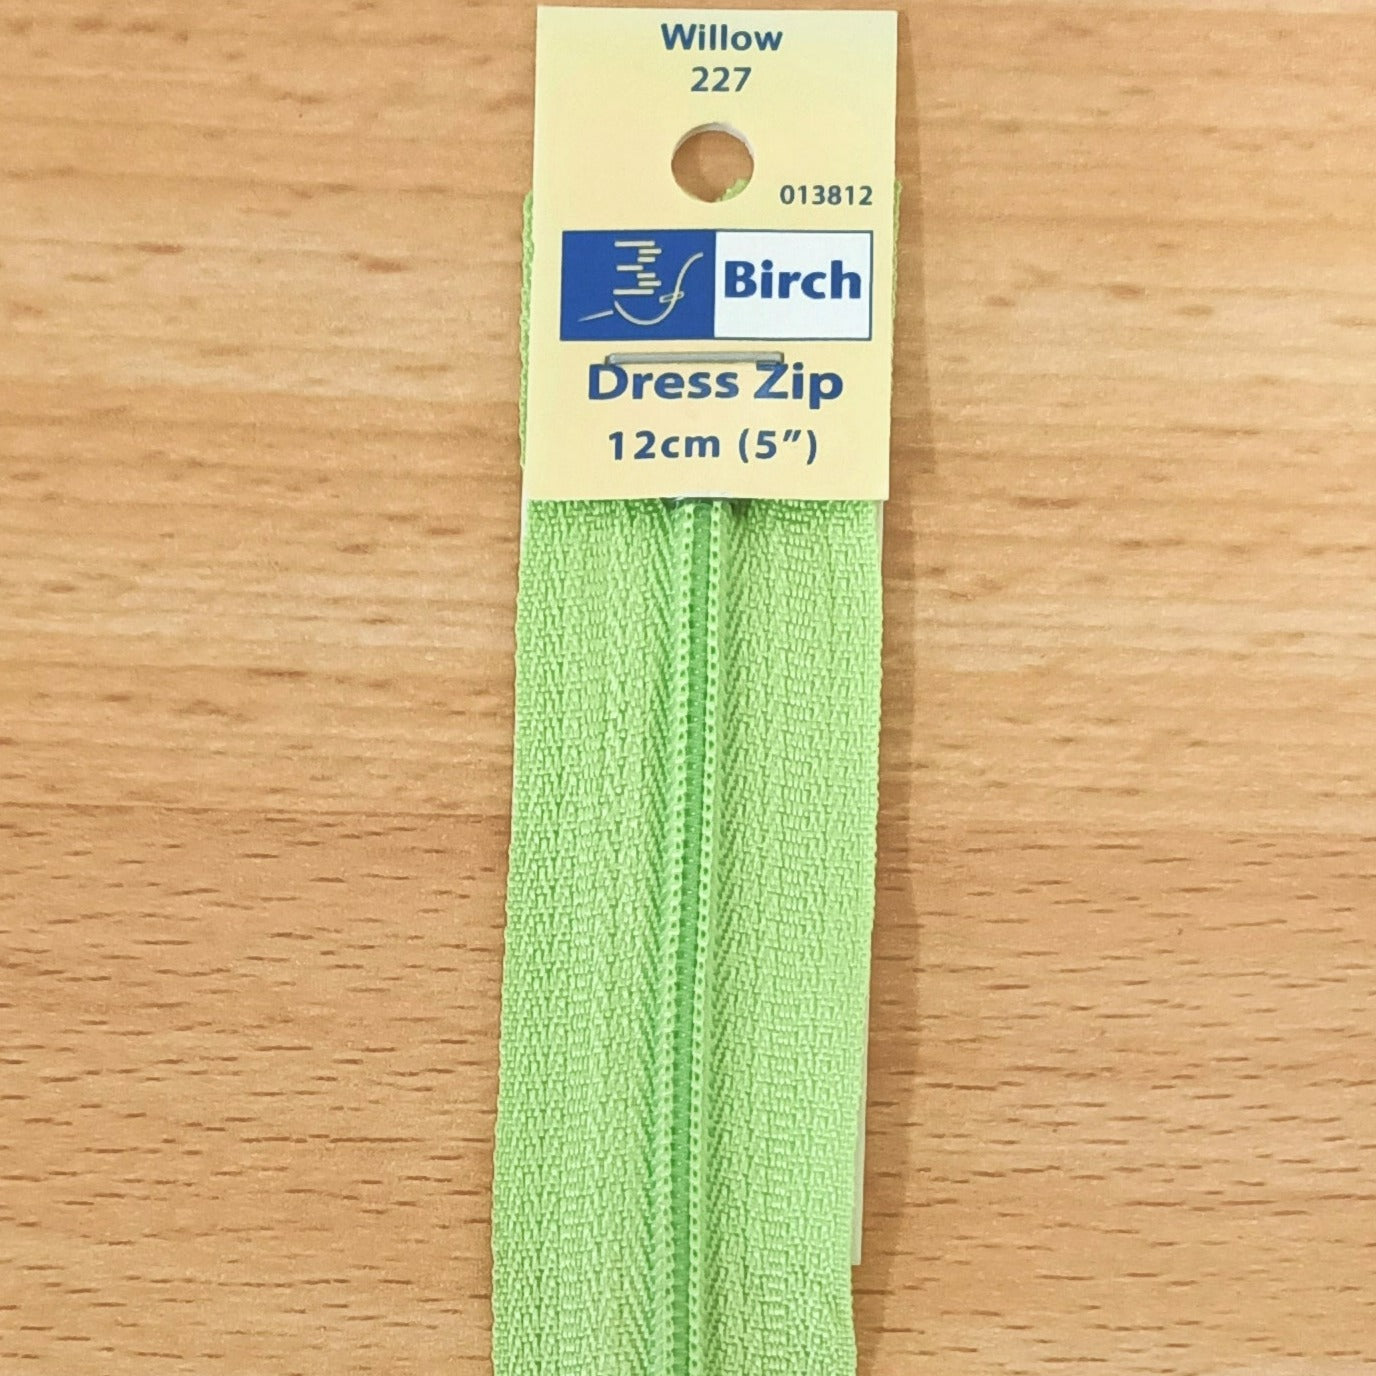 Willow
227
013812
Birch
Dress Zip
12cm (5”)